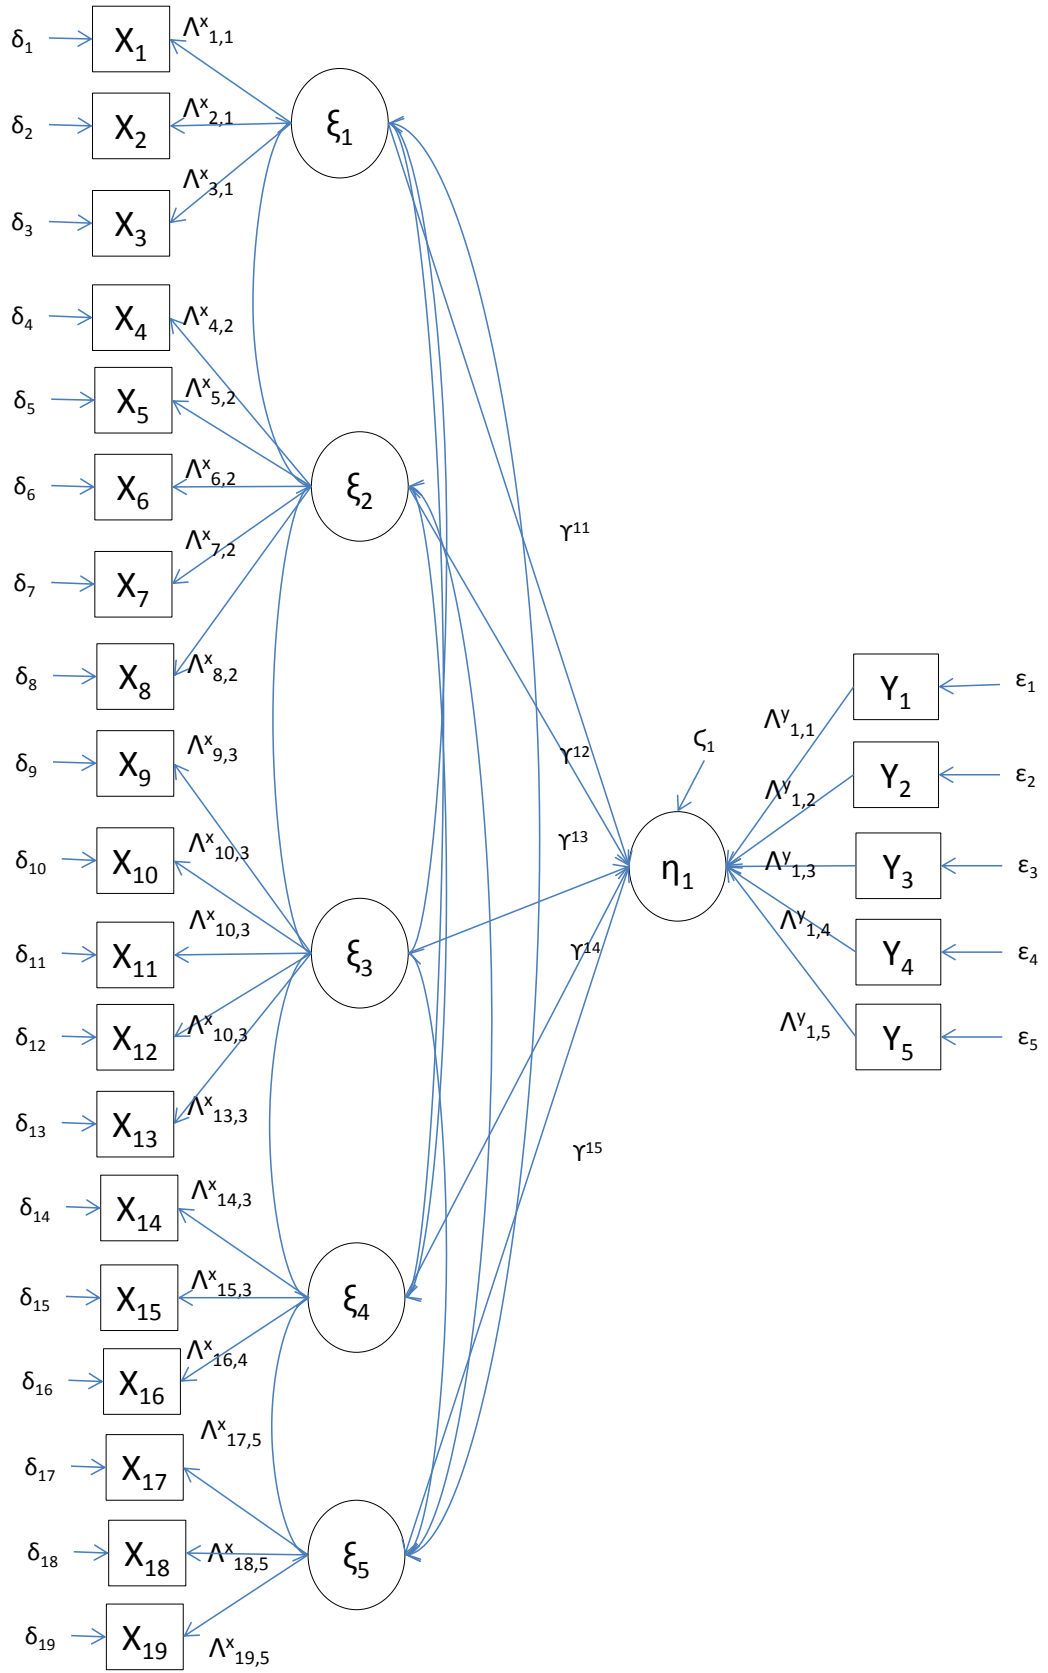 δ1 X1 Λx1,1
ξ1
δ2 X2 Λx2,1
δ3 X3 Λx3,1
δ4 X4 Λx4,2
δ5 X5 Λx5,2
δ6 X6 Λx6,2
ξ2
δ7 X7 Λx7,2
δ8 X8 Λx8,2
δ9 X9 Λx9,3
δ10 X10 Λx10,3
δ11 X11 Λx10,3
ξ3
δ12 X12 Λx10,3
δ13 X13 Λx13,3
δ14 X14 Λx14,3
δ15 X15 Λx15,3
ξ4
δ16 X16 Λx16,4
δ17 X17 Λx17,5
δ18 X18 Λx18,5
ξ5
δ19 X19 Λx19,5
ϒ11
ϒ12
ϒ13
ϒ14
ϒ15
ς1
η1
Λy1,1 Y1 ε1
Λy1,2 Y2 ε2
Λy1,3 Y3 ε3
Λy1,4 Y4 ε4
Λy1,5 Y5 ε5